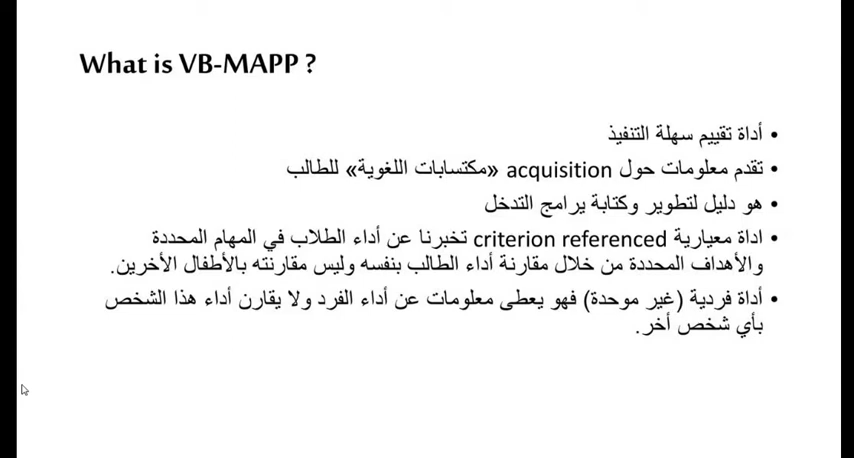 What is VB-MAPP ?
• أداة تقييم سهلة التنفيذ
• تقدم معلومات حول acquisition «مكتسابات اللغوية» للطالب
• هو دليل لتطوير وكتابة يرامج التدخل
• اداة معيارية criterion referenced تخبرنا عن أداء الطلاب في المهام المحددة
والأهداف المحددة من خلال مقارنة أداء الطالب بنفسه وليس مقارنته بالأطفال الأخرين.
• أداة فردية (غير موحدة) فهو يعطى معلومات عن أداء الفرد ولا يقارن أداء هذا الشخص
بأي شخص أخر.